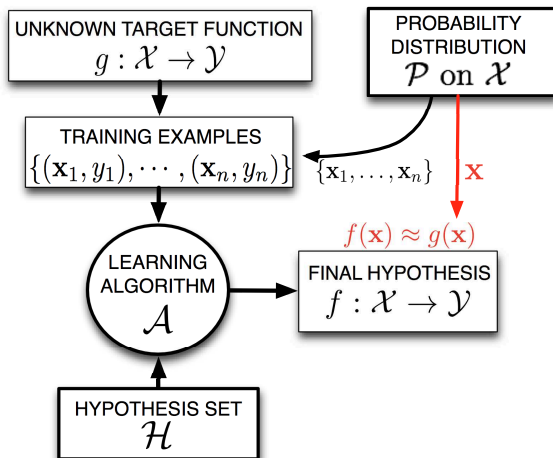 UNKNOWN TARGET FUNCTION
g : 𝒳 → 𝒴
PROBABILITY
DISTRIBUTION
𝒫 on 𝒳
TRAINING EXAMPLES
{(𝐱₁, y₁), ⋯ , (𝐱ₙ, yₙ)}
{𝐱₁, . . . , 𝐱ₙ}
𝐱
f(𝐱) ≈ g(𝐱)
LEARNING
ALGORITHM
𝒜
FINAL HYPOTHESIS
f : 𝒳 → 𝒴
HYPOTHESIS SET
ℋ